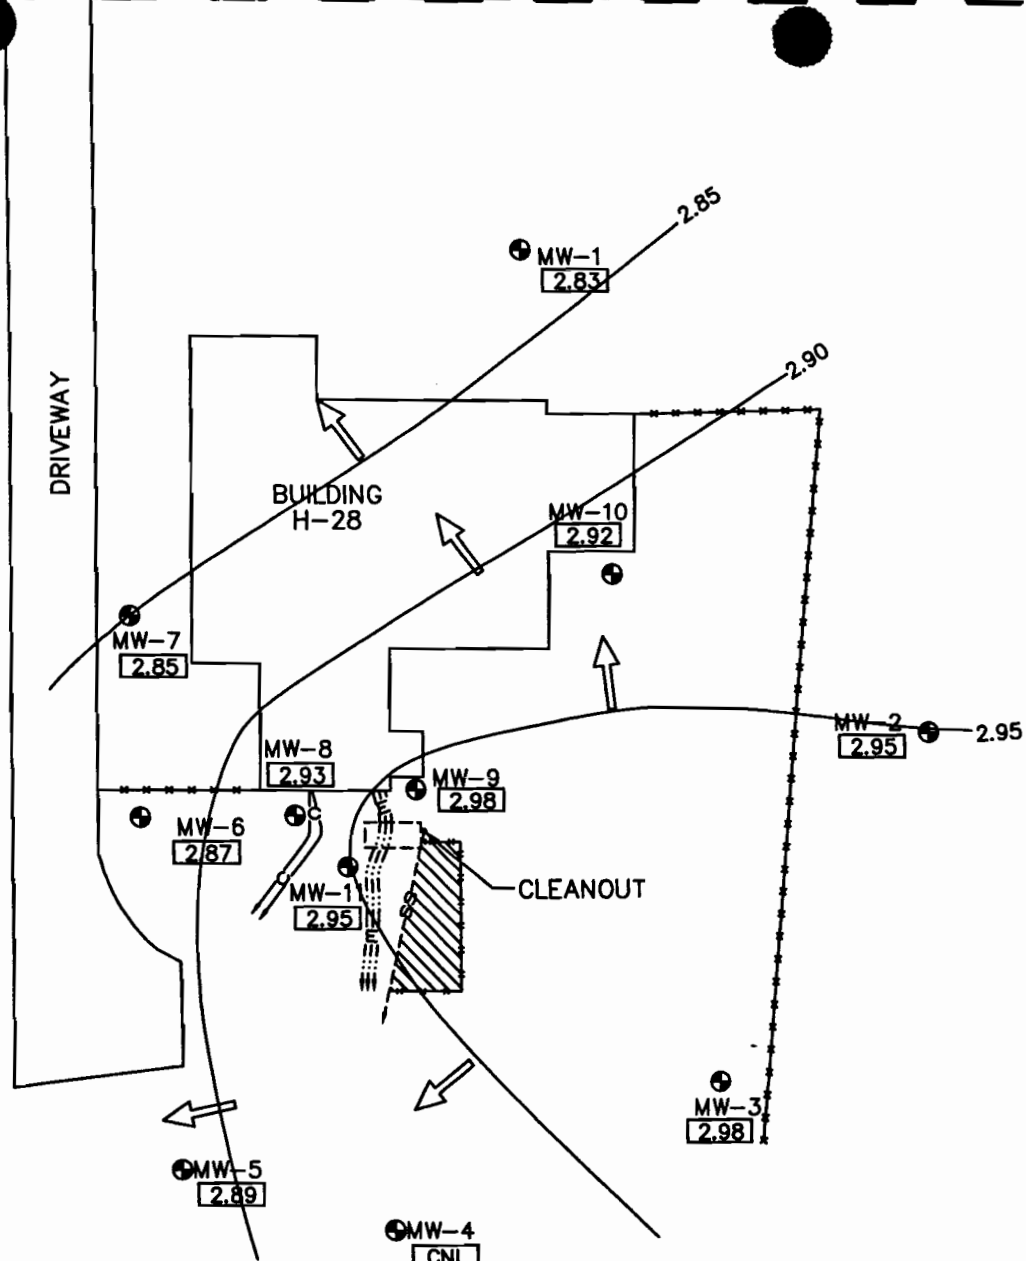 2.85
MW-1
2.83
2.90
DRIVEWAY
BUILDING
H-28
MW-10
2.92
MW-7
2.85
MW-2
2.95
2.95
MW-8
2.93
MW-9
2.98
C
E
MW-6
2.87
C
CLEANOUT
MW-1
2.95
SS
E
MW-3
2.98
MW-5
2.89
MW-4